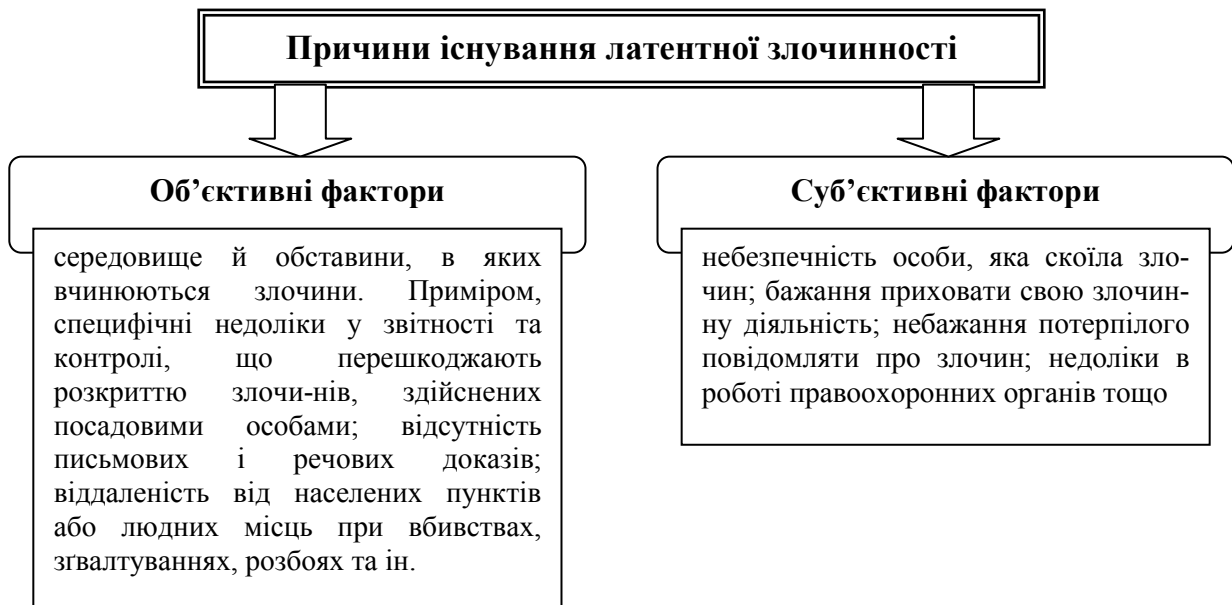 Причини існування латентної злочинності
Об’єктивні фактори
середовище й обставини, в яких
вчинюються злочини. Приміром,
специфічні недоліки у звітності та
контролі, що перешкоджають
розкриттю злочи-нів, здійснених
посадовими особами; відсутність
письмових і речових доказів;
віддаленість від населених пунктів
або людних місць при вбивствах,
зґвалтуваннях, розбоях та ін.
Суб’єктивні фактори
небезпечність особи, яка скоїла зло-
чин; бажання приховати свою злочин-
ну діяльність; небажання потерпілого
повідомляти про злочин; недоліки в
роботі правоохоронних органів тощо